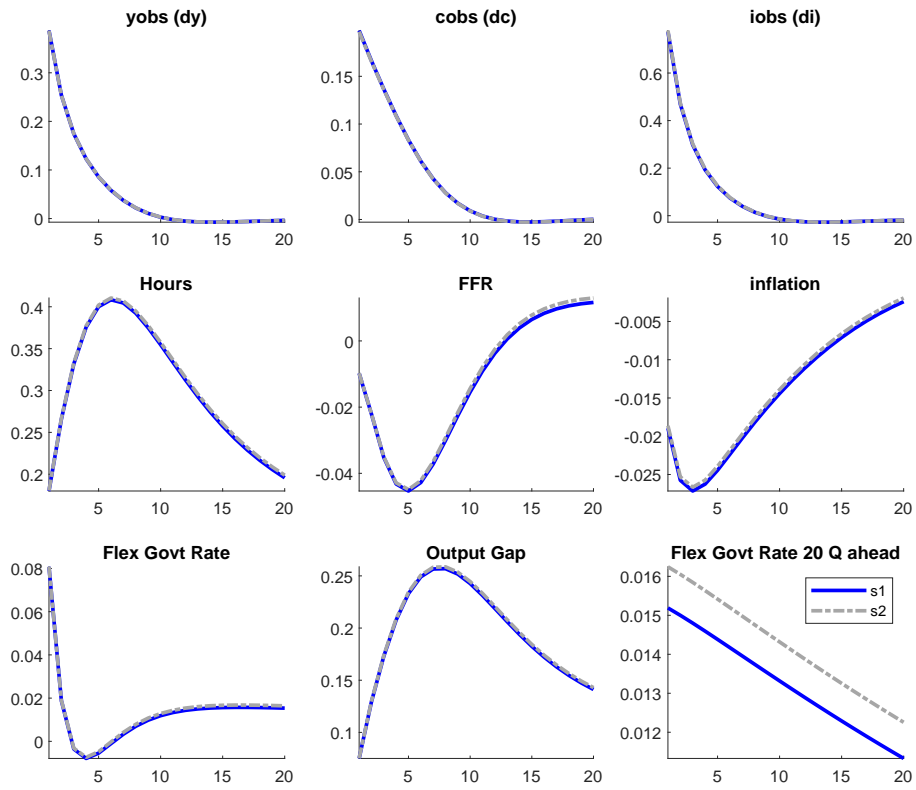 yobs (dy)
0.3
0.2
0.1
0
5 10 15 20
cobs (dc)
0.15
0.1
0.05
0
5 10 15 20
iobs (di)
0.6
0.4
0.2
0
5 10 15 20
Hours
0.4
0.35
0.3
0.25
0.2
5 10 15 20
FFR
0
-0.02
-0.04
5 10 15 20
inflation
-0.005
-0.01
-0.015
-0.02
-0.025
5 10 15 20
Flex Govt Rate
0.08
0.06
0.04
0.02
0
5 10 15 20
Output Gap
0.25
0.2
0.15
0.1
5 10 15 20
Flex Govt Rate 20 Q ahead
0.016
0.015
0.014
0.013
0.012
s1
s2
5 10 15 20